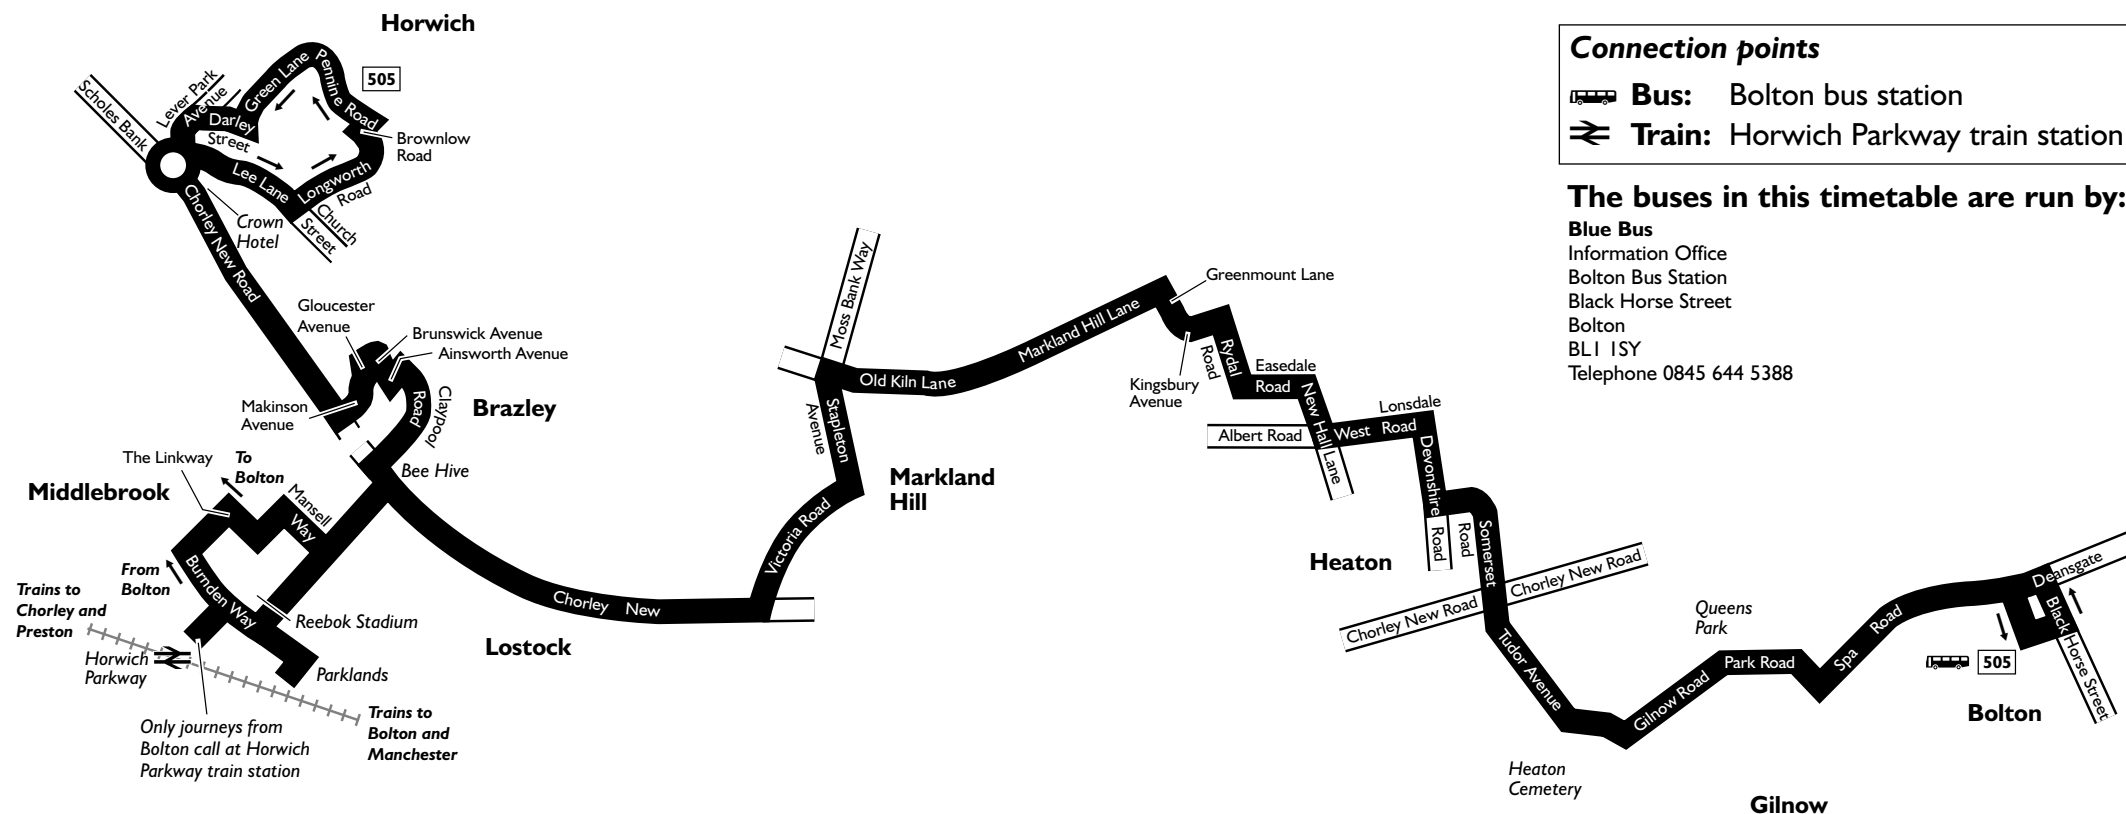 Horwich
Scholes Bank
Lever Park
Avenue
Green Lane
Pennine Road
505
Darley
Street
Brownlow
Road
Lee Lane
Longworth
Road
Church
Street
Crown
Hotel
Chorley New Road
Gloucester
Avenue
Brunswick Avenue
Ainsworth Avenue
Makinson
Avenue
Claypool
Road
Brazley
Bee Hive
The Linkway
To
Bolton
Middlebrook
Mansell
Way
From
Bolton
Burnden Way
Trains to
Chorley and
Preston
Reebok Stadium
Horwich
Parkway
Parklands
Only journeys from
Bolton call at Horwich
Parkway train station
Trains to
Bolton and
Manchester
Lostock
Chorley New
Victoria Road
Stapleton
Avenue
Moss Bank Way
Old Kiln Lane
Markland
Hill
Markland Hill Lane
Greenmount Lane
Kingsbury
Avenue
Rydal
Road
Easedale
Road
New Hall Lane
Albert Road
West Road
Lonsdale
Devonshire Road
Heaton
Somerset
Road
Chorley New Road
Chorley New Road
Tudor Avenue
Heaton
Cemetery
Gilnow Road
Gilnow
Park Road
Queens
Park
Spa Road
Deansgate
Black Horse Street
505
Bolton
Connection points
Bus: Bolton bus station
Train: Horwich Parkway train station
The buses in this timetable are run by:
Blue Bus
Information Office
Bolton Bus Station
Black Horse Street
Bolton
BL1 1SY
Telephone 0845 644 5388